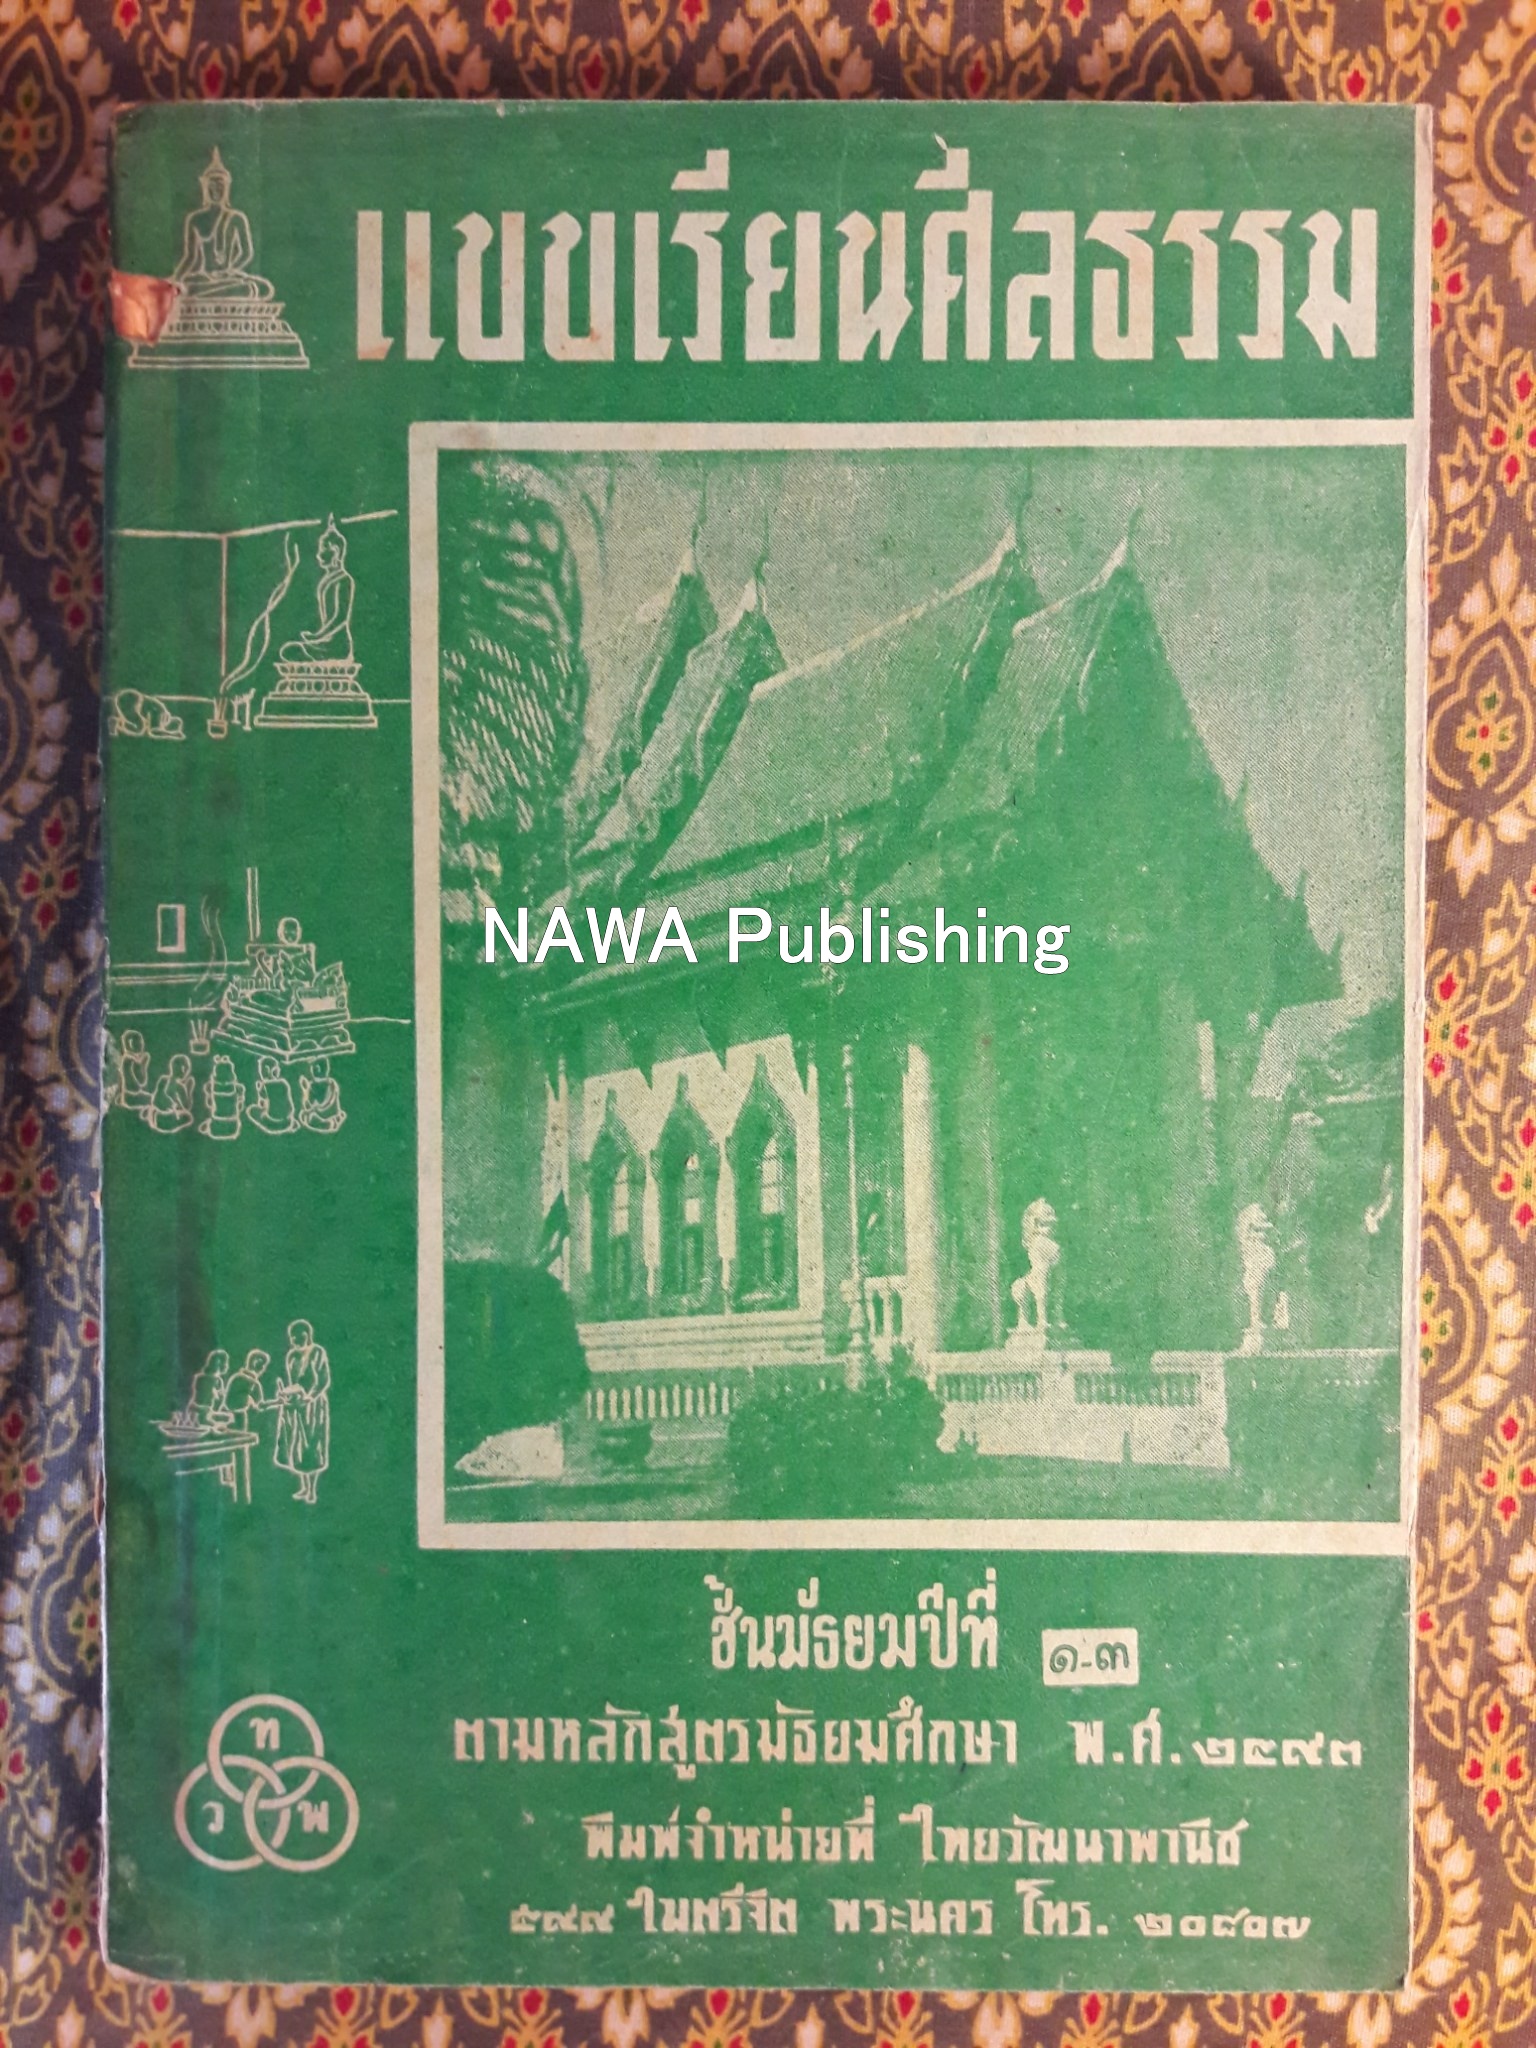 แบบเรียนศีลธรรม
NAWA Publishing
ชั้นมัธยมปีที่ ๑-๓
ตามหลักสูตรมัธยมศึกษา พ.ศ. ๒๔๙๓
ท
ว พ
พิมพ์จำหน่ายที่ ไทยวัฒนาพานิช
๕๙๙ ไมตรีจิต พระนคร โทร. ๒๐๘๐๗